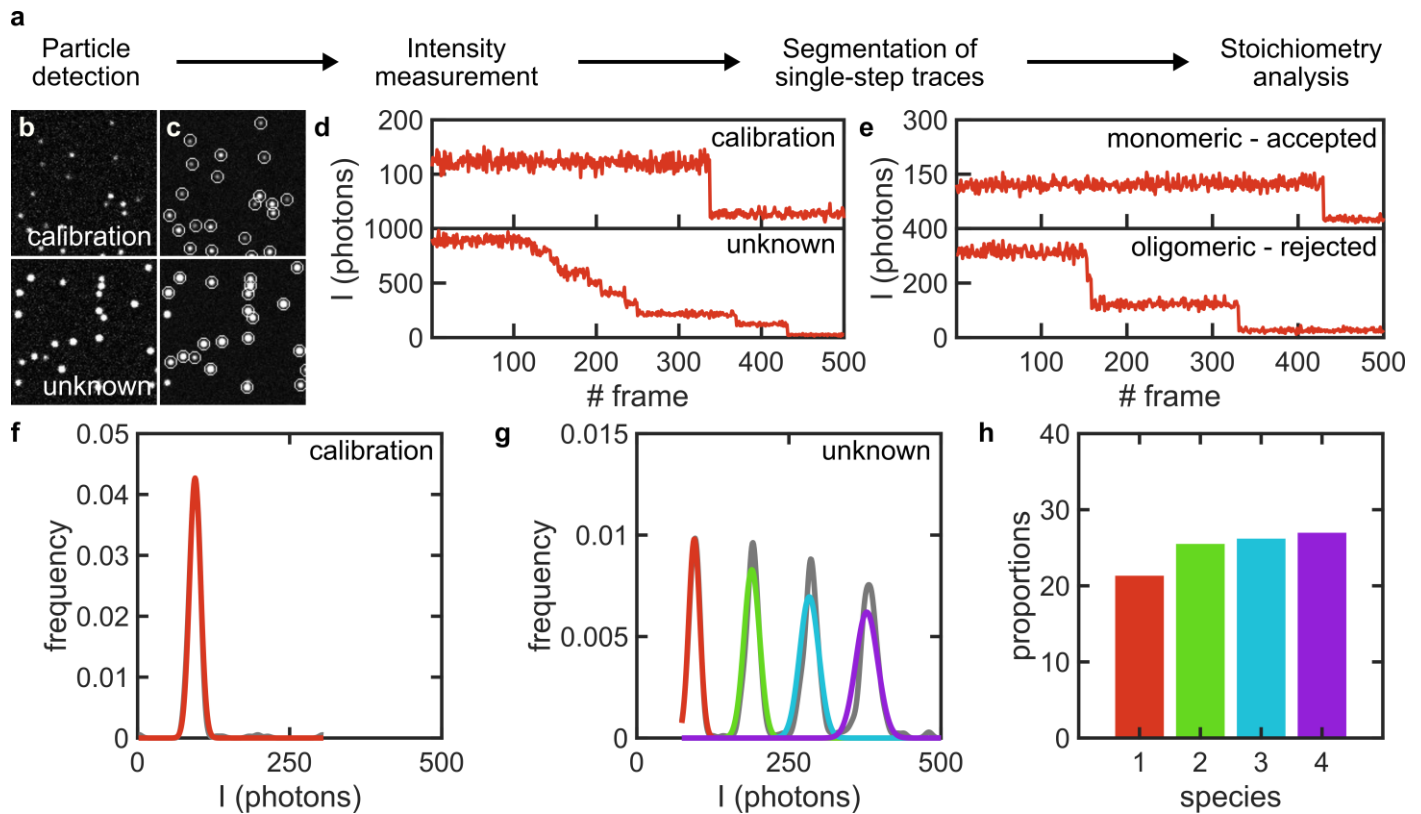 a
Particle detection
Intensity measurement
Segmentation of single-step traces
Stoichiometry analysis
b
calibration
unknown
c
d
200
100
calibration
1000
500
0
unknown
I (photons)
100 200 300 400 500
# frame
e
300
150
monomeric - accepted
400
200
0
oligomeric - rejected
I (photons)
100 200 300 400 500
# frame
f
0.05
0.04
0.03
0.02
0.01
0
calibration
frequency
0 250 500
I (photons)
g
0.015
0.01
0.005
0
unknown
frequency
0 250 500
I (photons)
h
40
30
20
10
0
proportions
1 2 3 4
species